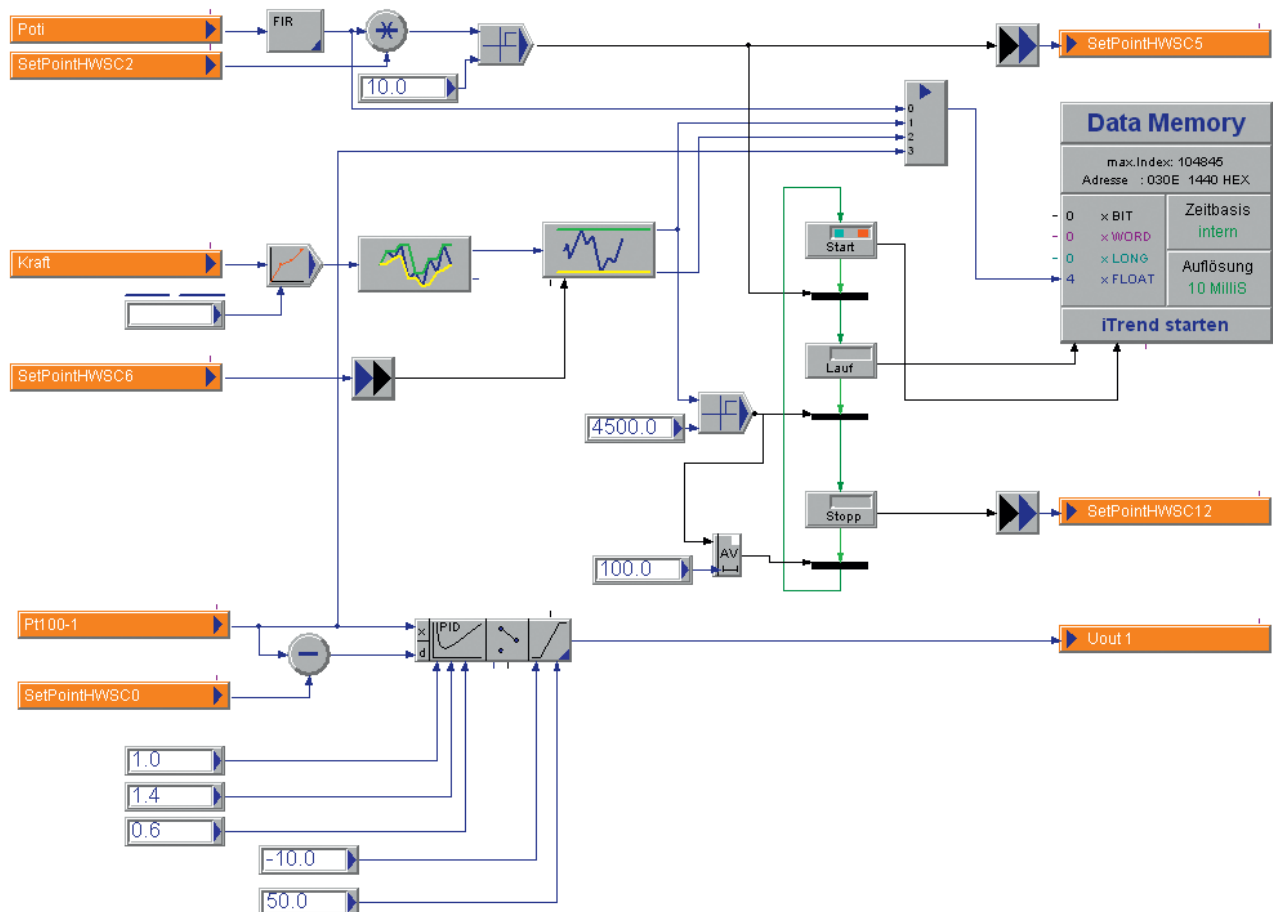 Poti
FIR
SetPointHWSC2
10.0
SetPointHWSC5
0
1
2
3
Data Memory
max.Index: 104845
Adresse : 030E 1440 HEX
- 0 x BIT
- 0 x WORD
- 0 x LONG
4 x FLOAT
Zeitbasis
intern
Auflösung
10 MilliS
iTrend starten
Start
Kraft
SetPointHWSC6
Lauf
4500.0
Stopp
SetPointHWSC12
AV
100.0
Pt100-1
x
d
PID
Uout 1
SetPointHWSC0
1.0
1.4
0.6
-10.0
50.0